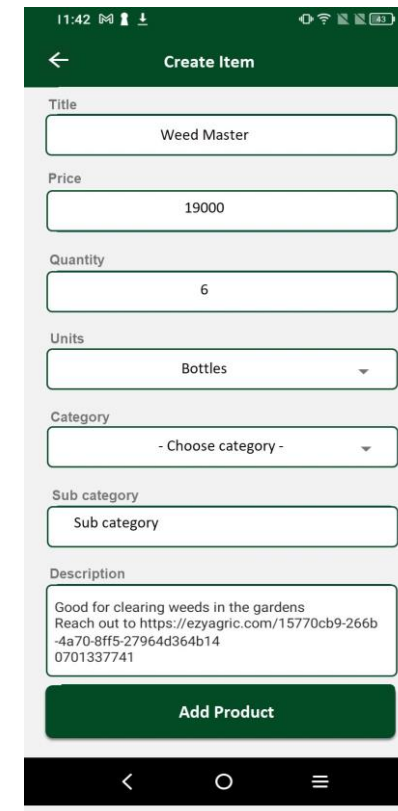 11:42
43
Create Item
Title
Weed Master
Price
19000
Quantity
6
Units
Bottles
Category
- Choose category -
Sub category
Sub category
Description
Good for clearing weeds in the gardens
Reach out to https://ezyagric.com/15770cb9-266b
-4a70-8ff5-27964d364b14
0701337741
Add Product